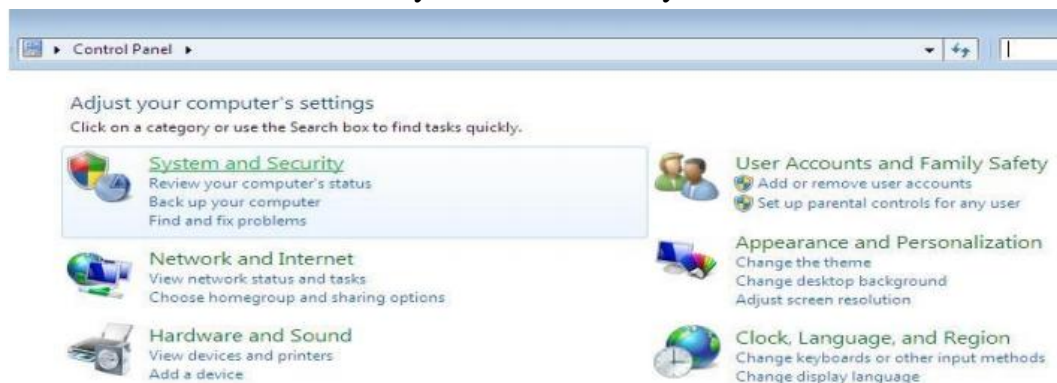 Control Panel
Adjust your computer's settings
Click on a category or use the Search box to find tasks quickly.
System and Security
Review your computer's status
Back up your computer
Find and fix problems
Network and Internet
View network status and tasks
Choose homegroup and sharing options
Hardware and Sound
View devices and printers
Add a device
User Accounts and Family Safety
Add or remove user accounts
Set up parental controls for any user
Appearance and Personalization
Change the theme
Change desktop background
Adjust screen resolution
Clock, Language, and Region
Change keyboards or other input methods
Change display language